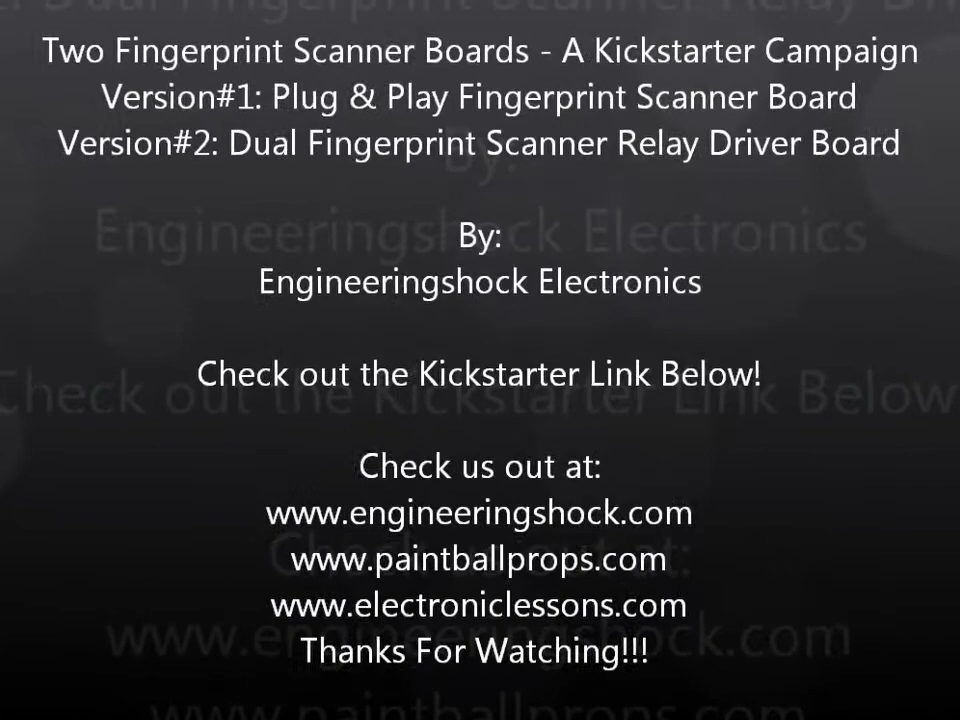 Two Fingerprint Scanner Boards - A Kickstarter Campaign
Version#1: Plug & Play Fingerprint Scanner Board
Version#2: Dual Fingerprint Scanner Relay Driver Board
By:
Engineeringshock Electronics
Check out the Kickstarter Link Below!
Check us out at:
www.engineeringshock.com
www.paintballprops.com
www.electroniclessons.com
Thanks For Watching!!!